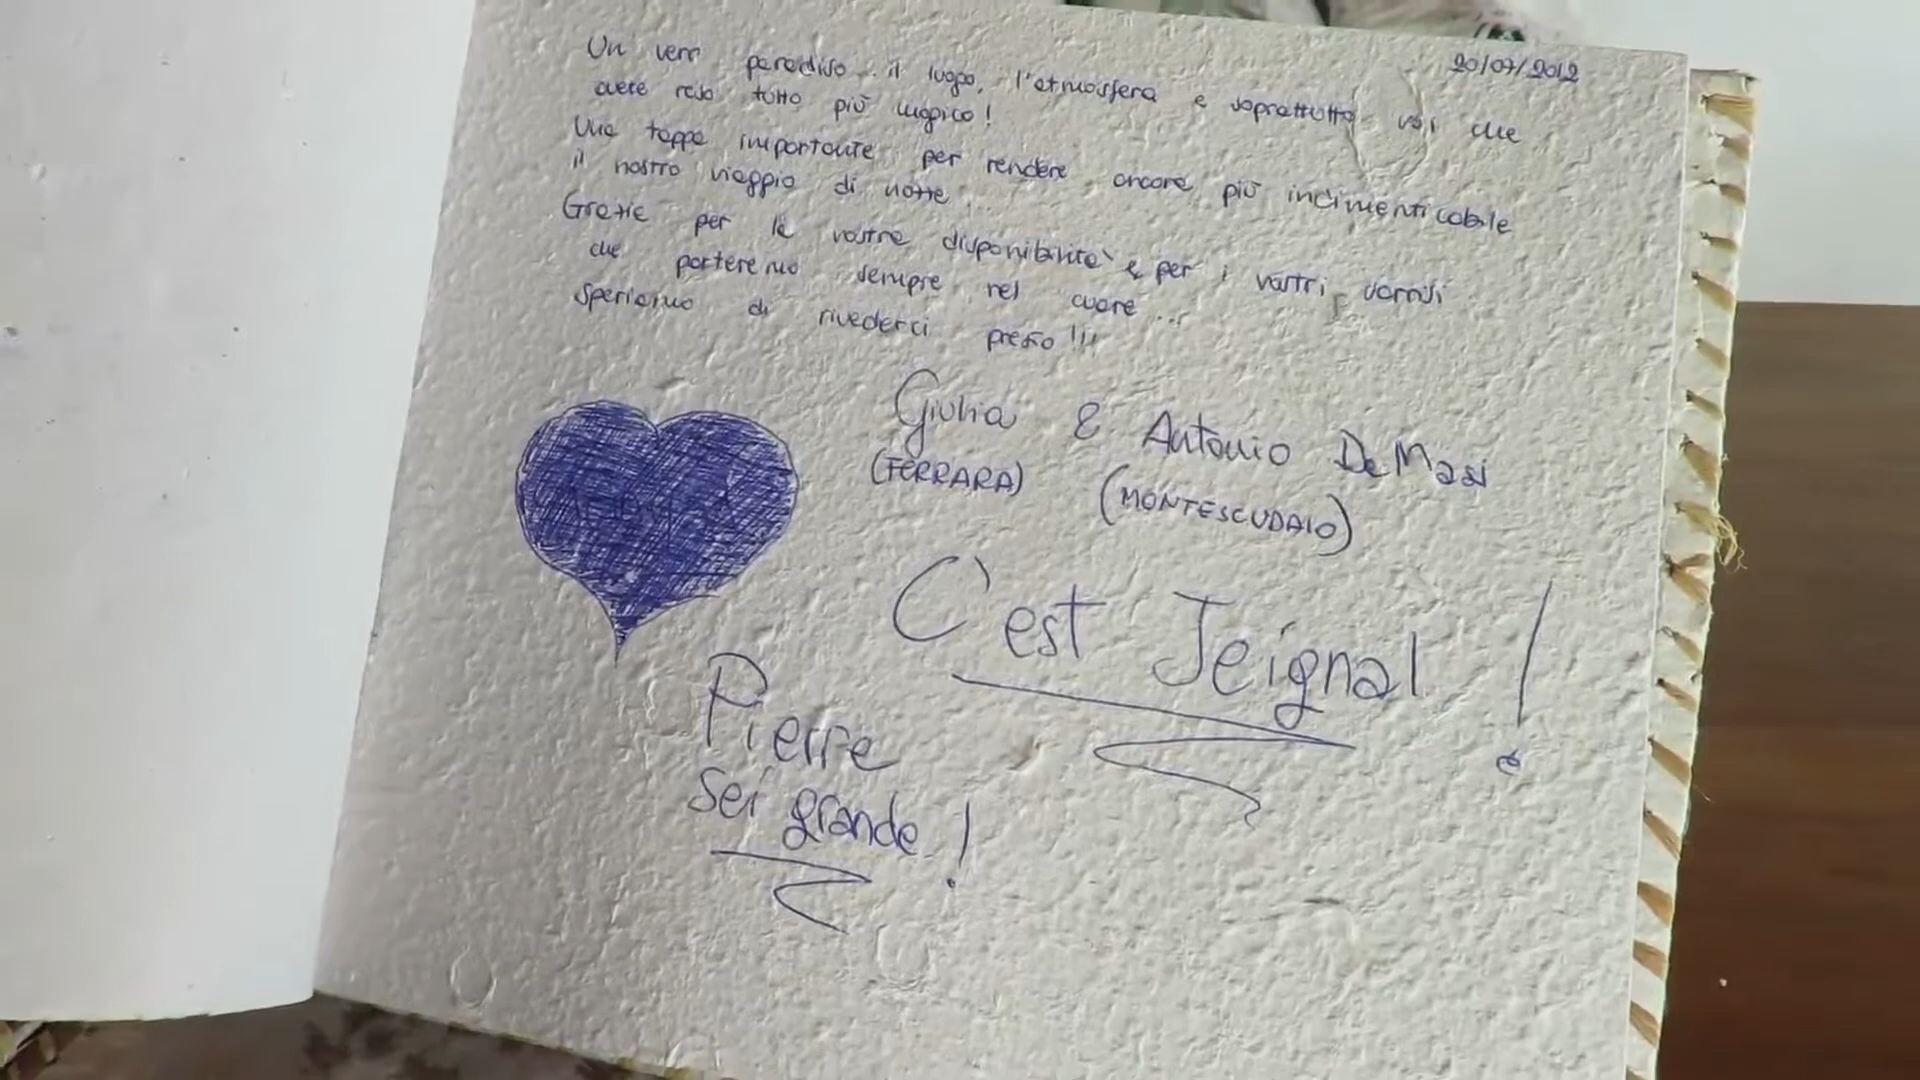 20/07/2012
Un vero paradiso... il luogo, l'atmosfera e soprattutto voi che
avete reso tutto più magico!
Una tappa importante per rendere ancora più indimenticabile
il nostro viaggio di notte...
Grazie per la vostra disponibilità e per i vostri sorrisi
che porteremo sempre nel cuore...
Speriamo di rivederci presto!!!
Giulia & Antonio De Masi
(FERRARA) (MONTESCUDAIO)
C'est Jeignal!
Pierre
sei grande!